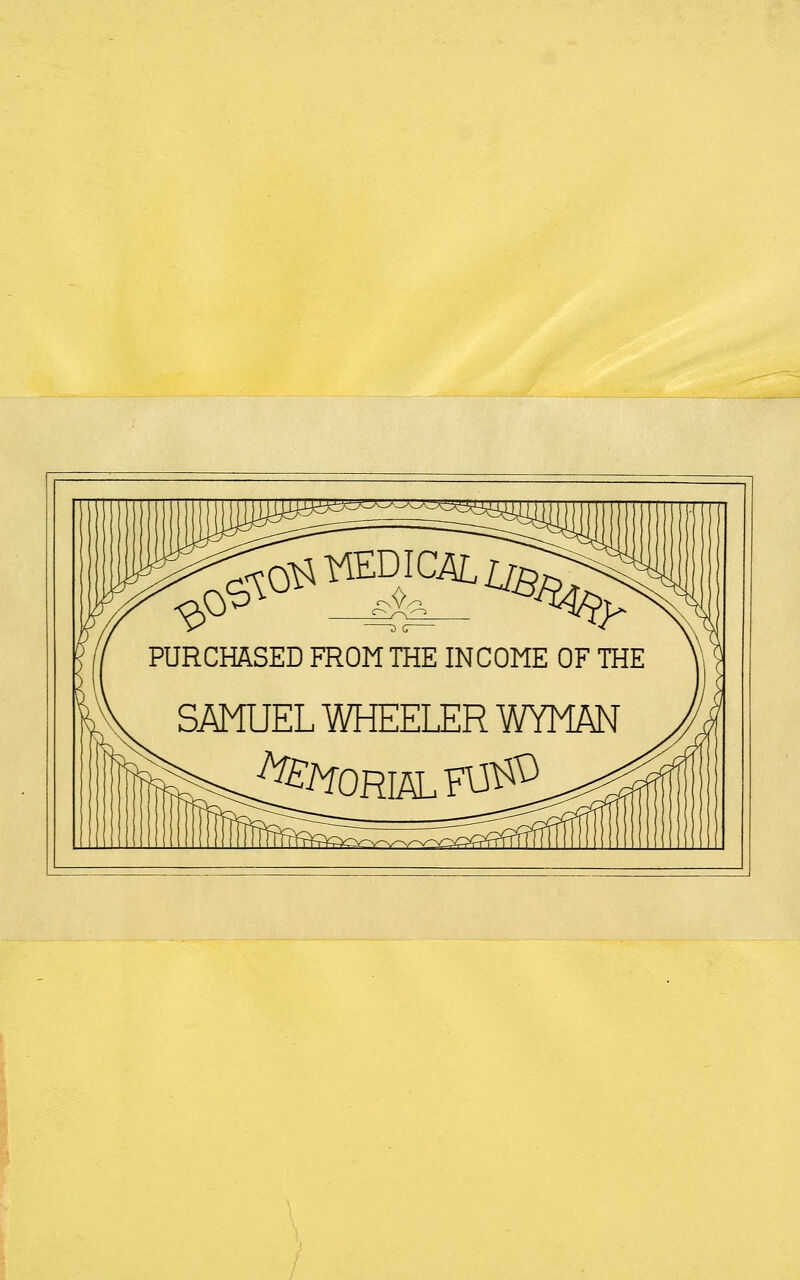 BOSTON MEDICAL LIBRARY
PURCHASED FROM THE INCOME OF THE
SAMUEL WHEELER WYMAN
MEMORIAL FUND